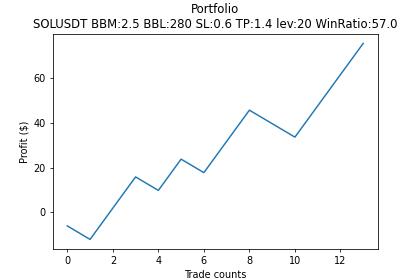 Portfolio
SOLUSDT BBM:2.5 BBL:280 SL:0.6 TP:1.4 lev:20 WinRatio:57.0
60
40
20
0
Profit ($)
0 2 4 6 8 10 12
Trade counts